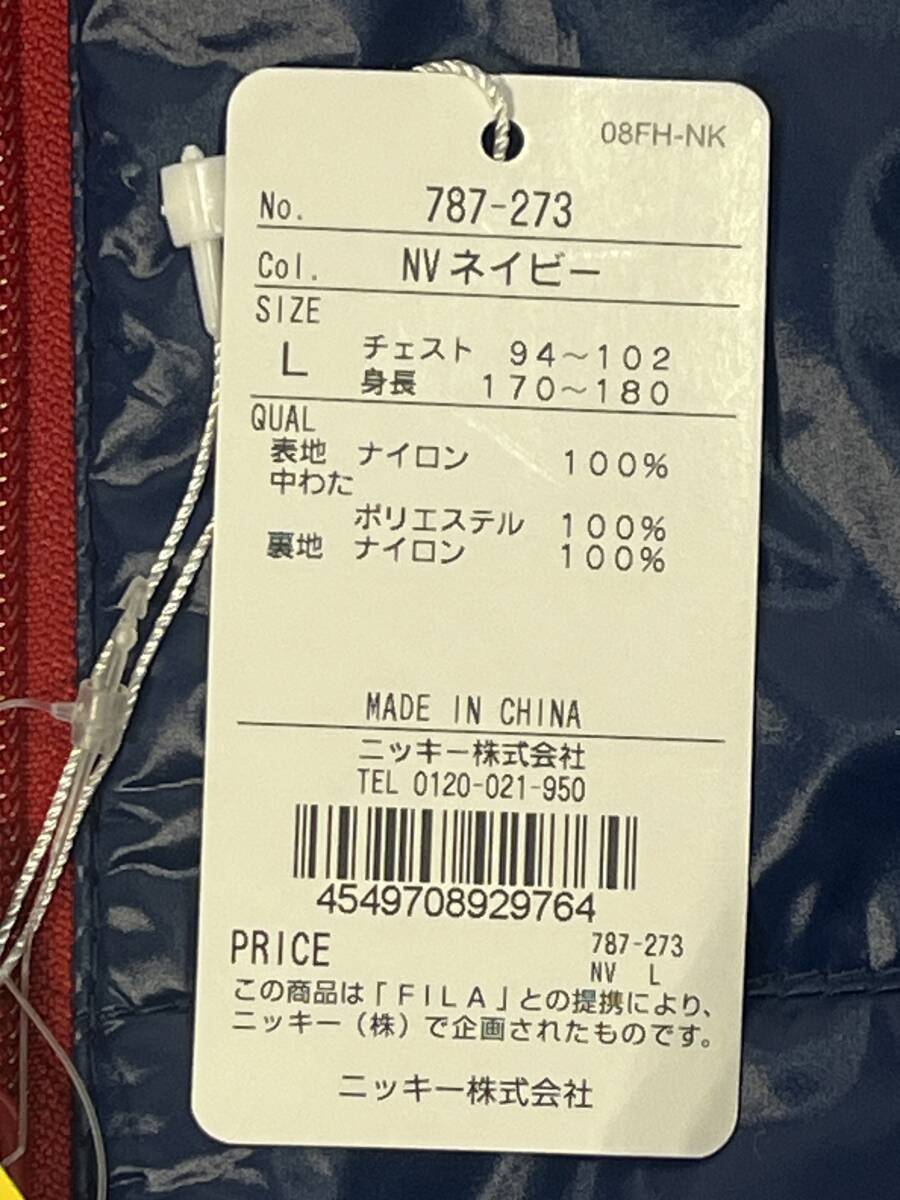 08FH-NK
No. 787-273
Col. NVネイビー
SIZE
L チェスト 94～102
身長 170～180
QUAL
表地 ナイロン 100%
中わた
ポリエステル 100%
裏地 ナイロン 100%
MADE IN CHINA
ニッキー株式会社
TEL 0120-021-950
4549708929764
PRICE 787-273
NV L
この商品は「FILA」との提携により、
ニッキー（株）で企画されたものです。
ニッキー株式会社